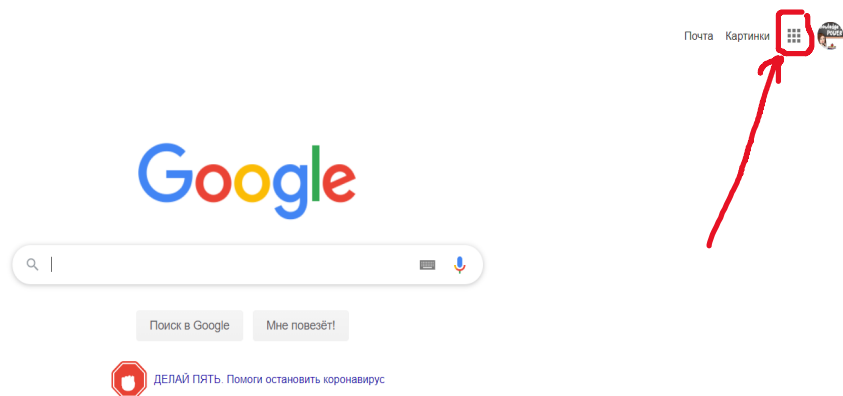 Почта Картинки
Google
Поиск в Google Мне повезёт!
ДЕЛАЙ ПЯТЬ. Помоги остановить коронавирус